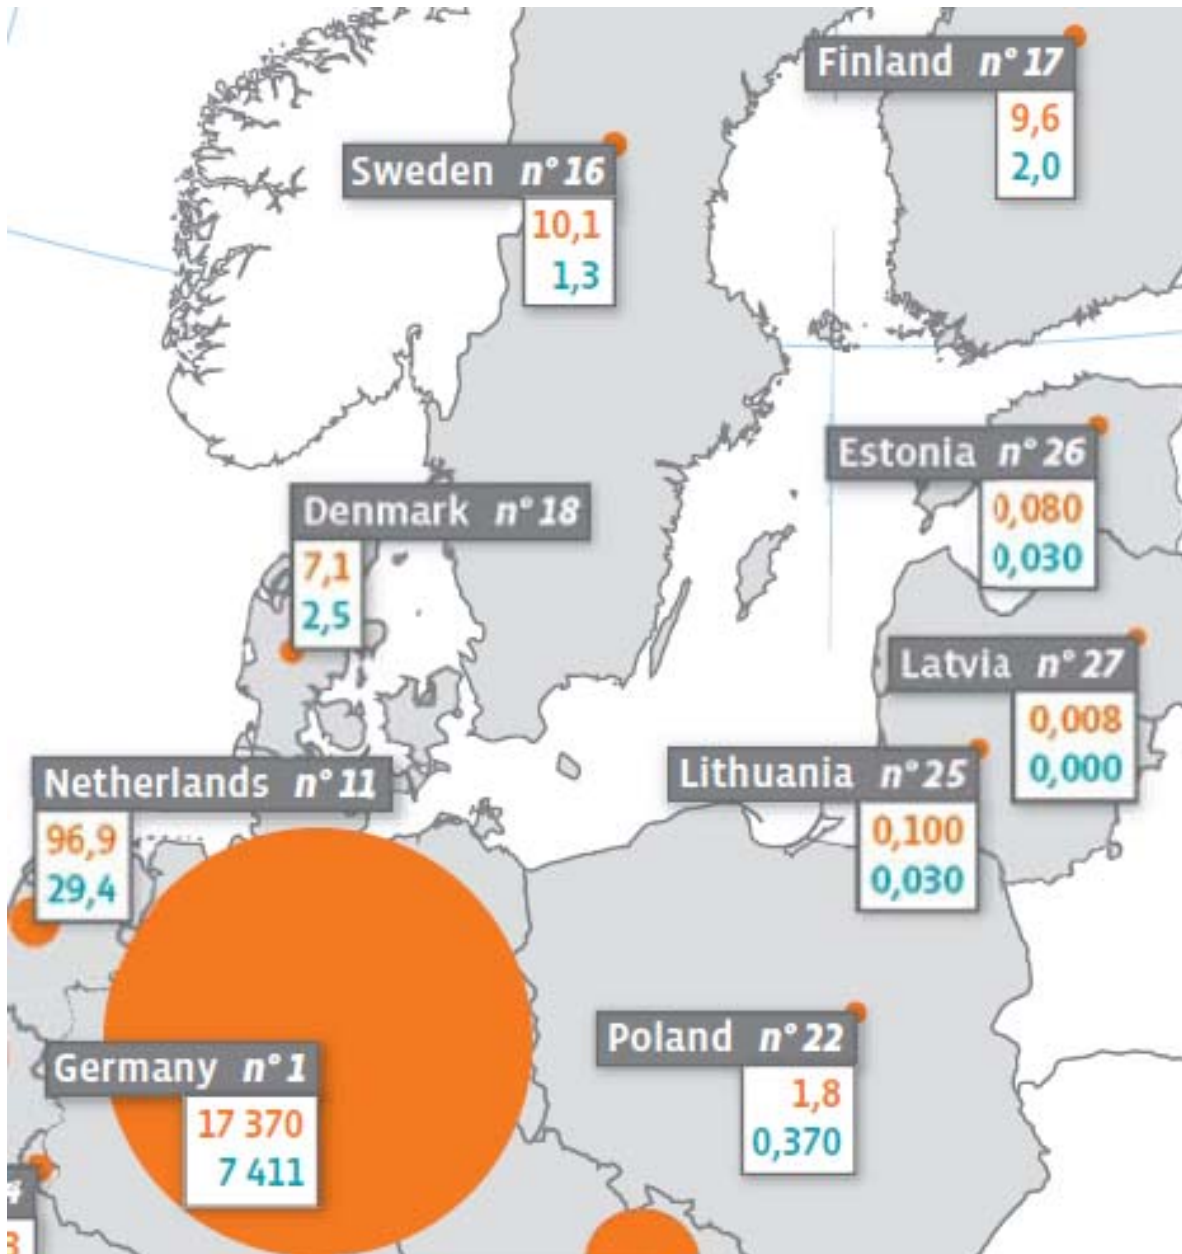 Finland n° 17
9,6
2,0
Sweden n° 16
10,1
1,3
Estonia n° 26
0,080
0,030
Denmark n° 18
7,1
2,5
Latvia n° 27
0,008
0,000
Netherlands n° 11
96,9
29,4
Lithuania n° 25
0,100
0,030
Poland n° 22
1,8
0,370
Germany n° 1
17 370
7 411